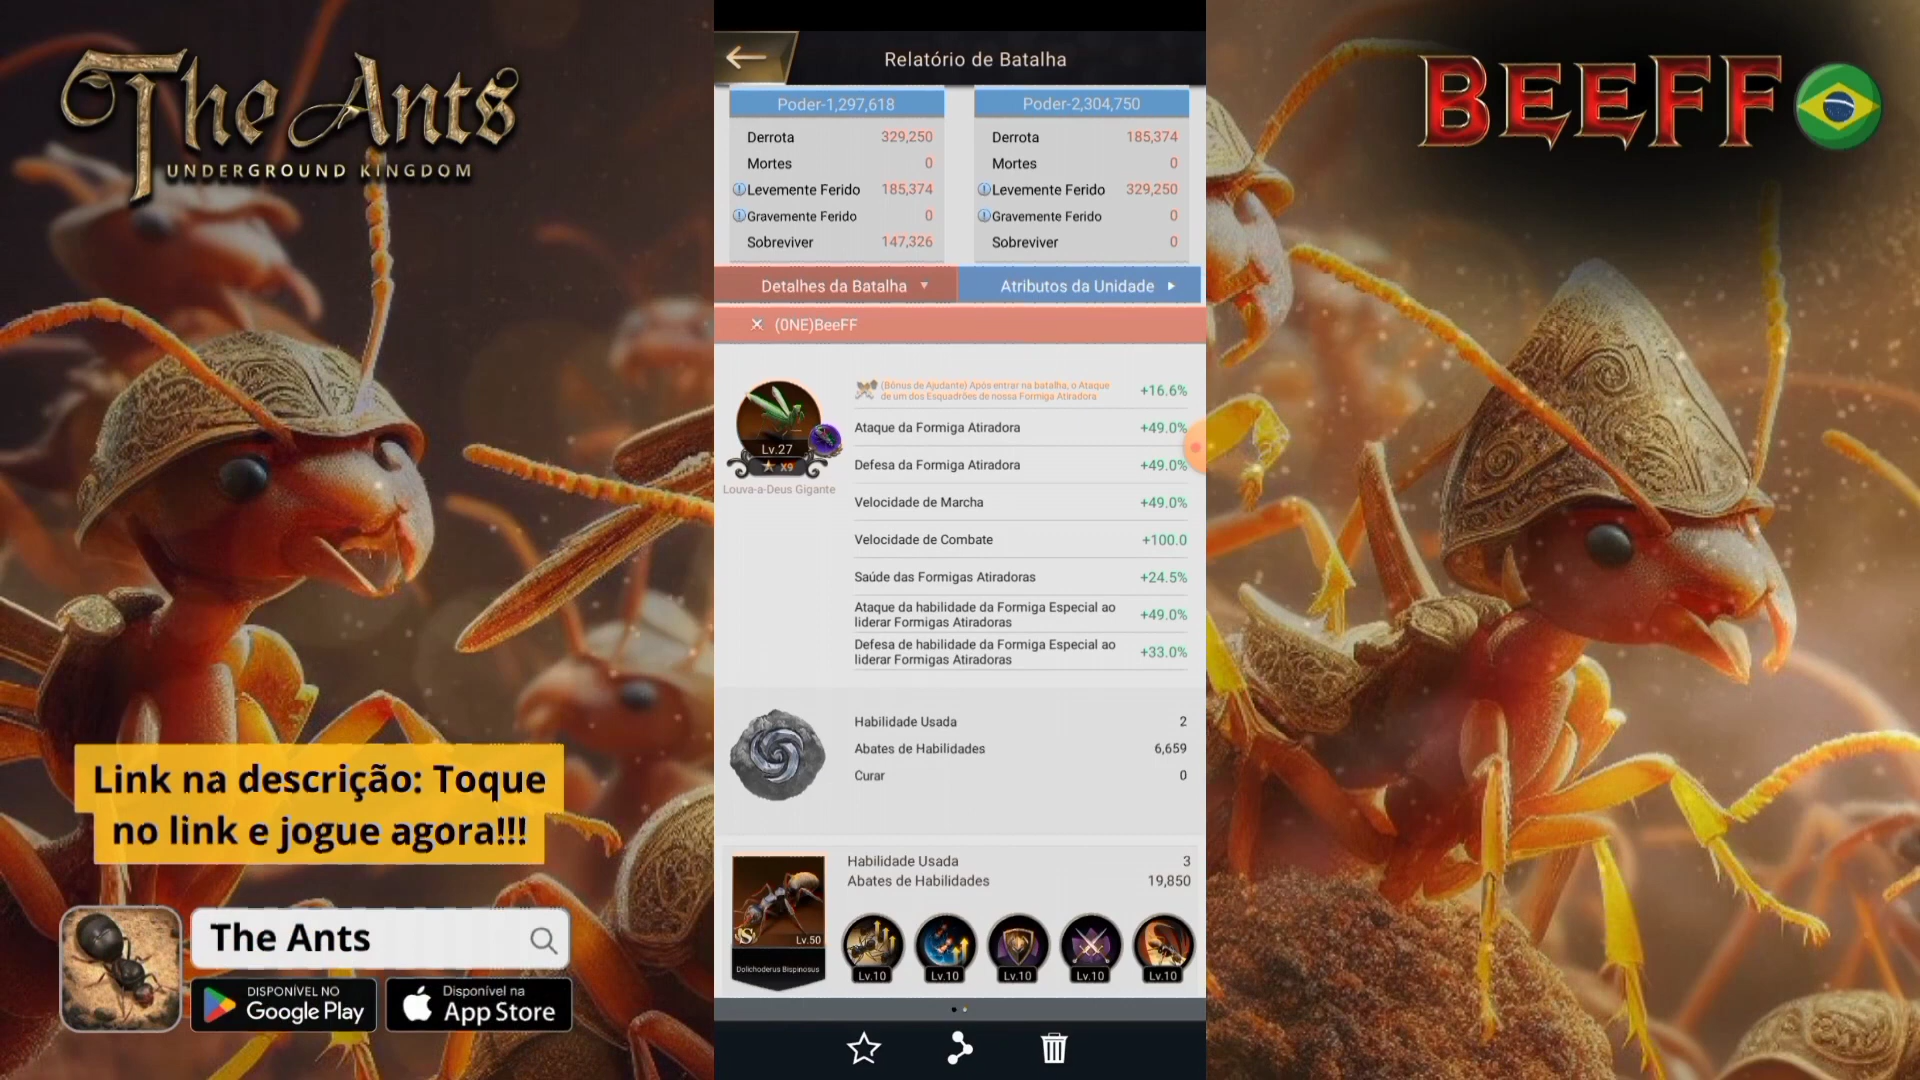 The Ants
UNDERGROUND KINGDOM
BEEFF
Link na descrição: Toque
no link e jogue agora!!!
The Ants
DISPONÍVEL NO
Google Play
Disponível na
App Store
Relatório de Batalha
Poder-1,297,618
Derrota 329,250
Mortes 0
Levemente Ferido 185,374
Gravemente Ferido 0
Sobreviver 147,326
Poder-2,304,750
Derrota 185,374
Mortes 0
Levemente Ferido 329,250
Gravemente Ferido 0
Sobreviver 0
Detalhes da Batalha
Atributos da Unidade
(0NE)BeeFF
Lv.27
X9
Louva-a-Deus Gigante
(Bônus de Ajudante) Após entrar na batalha, o Ataque
de um dos Esquadrões de nossa Formiga Atiradora +16.6%
Ataque da Formiga Atiradora +49.0%
Defesa da Formiga Atiradora +49.0%
Velocidade de Marcha +49.0%
Velocidade de Combate +100.0
Saúde das Formigas Atiradoras +24.5%
Ataque da habilidade da Formiga Especial ao
liderar Formigas Atiradoras +49.0%
Defesa de habilidade da Formiga Especial ao
liderar Formigas Atiradoras +33.0%
Habilidade Usada 2
Abates de Habilidades 6,659
Curar 0
S
Lv.50
Dolichoderus Bispinosus
Habilidade Usada 3
Abates de Habilidades 19,850
Lv.10 Lv.10 Lv.10 Lv.10 Lv.10